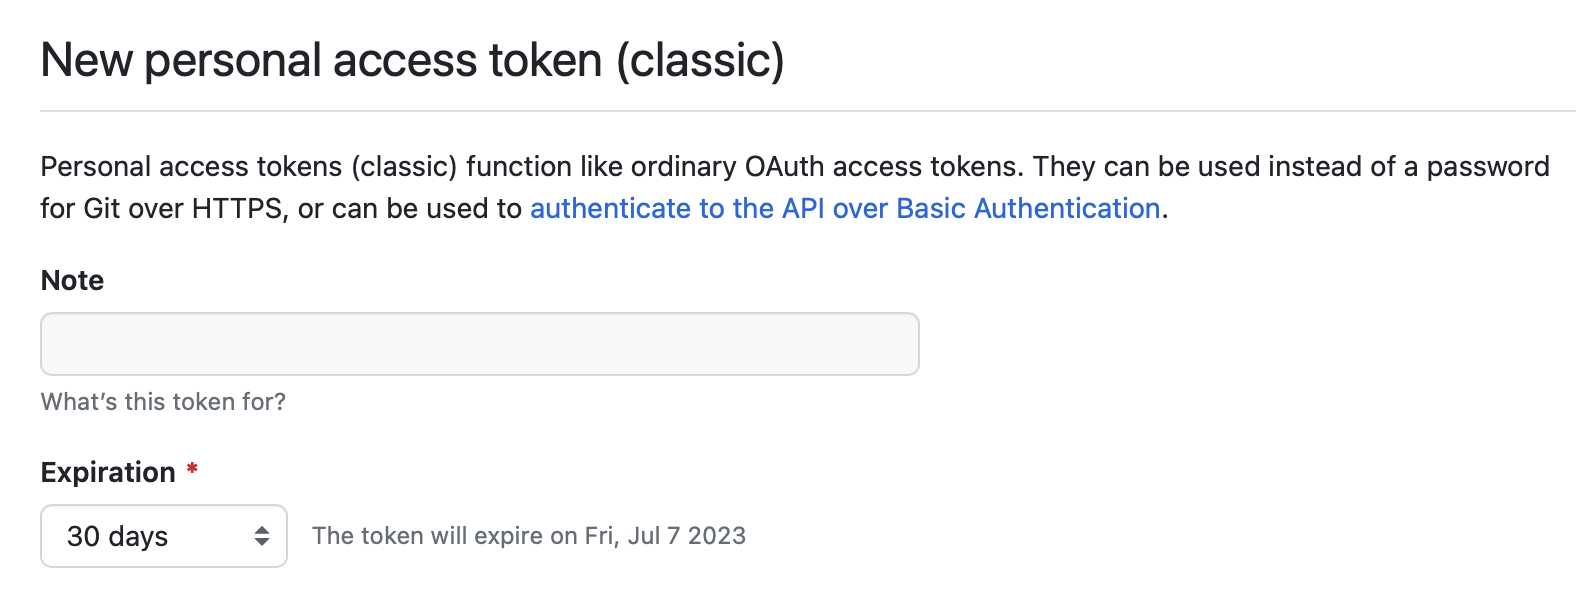 New personal access token (classic)
Personal access tokens (classic) function like ordinary OAuth access tokens. They can be used instead of a password
for Git over HTTPS, or can be used to authenticate to the API over Basic Authentication.
Note
What’s this token for?
Expiration *
30 days The token will expire on Fri, Jul 7 2023